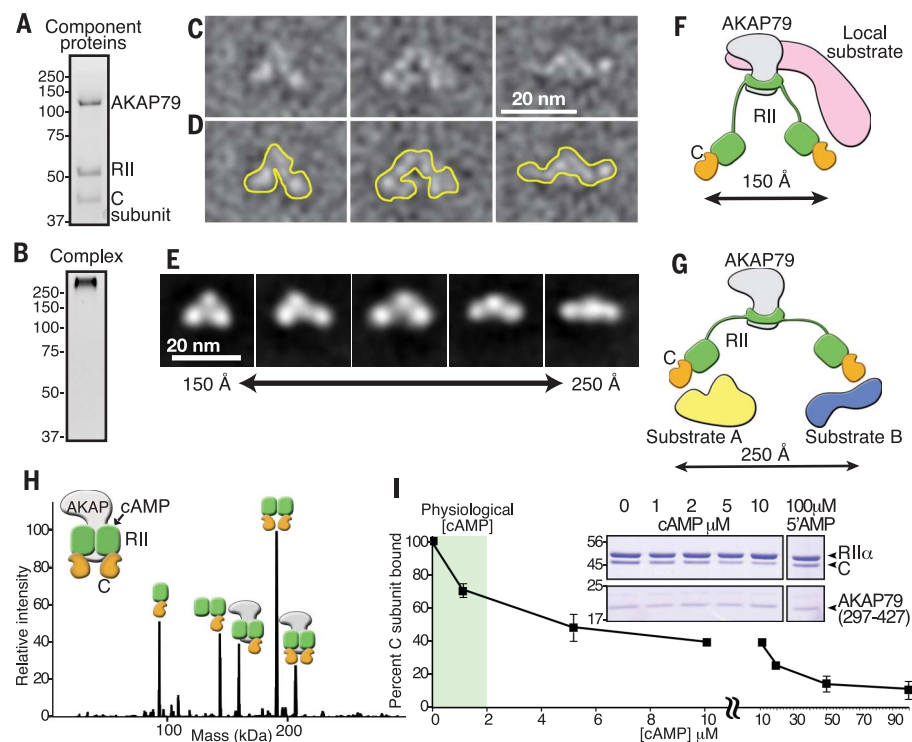 A
Component
proteins
250
150
100
75
50
37
AKAP79
RII
C
subunit
B
Complex
250
150
100
75
50
37
C
20 nm
D
E
20 nm
150 Å
250 Å
F
AKAP79
Local
substrate
RII
C
150 Å
G
AKAP79
RII
C
Substrate A
Substrate B
250 Å
H
AKAP
cAMP
RII
C
Relative intensity
100
80
60
40
20
0
100
200
Mass (kDa)
I
Physiological
[cAMP]
Percent C subunit bound
100
80
60
40
20
0
0 2 4 6 8 10 10 30 50 70 90
[cAMP] µM
0 1 2 5 10 100µM
cAMP µM 5'AMP
56
45
25
17
RIIα
C
AKAP79
(297-427)